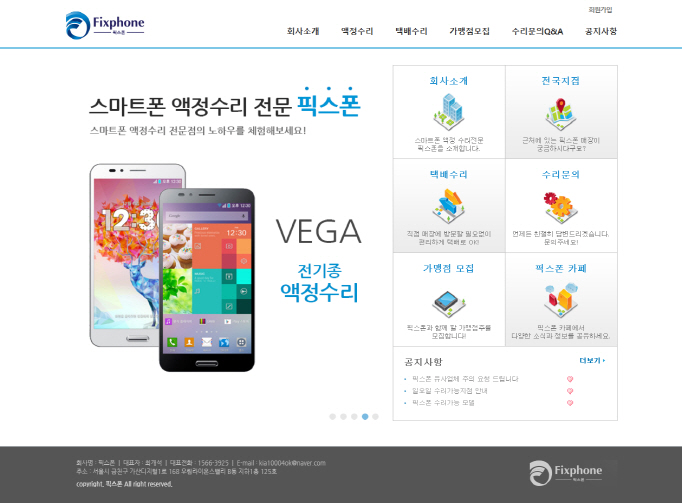 회원가입
Fixphone
픽스폰
회사소개 액정수리 택배수리 가맹점모집 수리문의Q&A 공지사항
스마트폰 액정수리 전문 픽스폰
스마트폰 액정수리 전문점의 노하우를 체험해보세요!
12:30
12:30
Google
VEGA
전기종
액정수리
회사소개
스마트폰 액정 수리전문
픽스폰을 소개합니다.
전국지점
근처에 있는 픽스폰 매장이
궁금하시다구요?
택배수리
직접 매장에 방문할 필요없이
편리하게 택배로 OK!
수리문의
언제든 친절히 답변드리겠습니다.
문의주세요!
가맹점 모집
픽스폰과 함께 할 가맹점주를
모집합니다!
픽스폰 카페
픽스폰 카페에서
다양한 소식과 정보를 공유하세요.
공지사항 더보기
픽스폰 유사업체 주의 요청 드립니다
일요일 수리가능지점 안내
픽스폰 수리가능 모델
회사명 : 픽스폰 | 대표자 : 최계석 | 대표전화 : 1566-3925 | E-mail : kia10004ok@naver.com
주소 : 서울시 금천구 가산디지털1로 168 우림라이온스밸리 B동 지하1층 125호
copyright. 픽스폰 All right reserved.
Fixphone
픽스폰